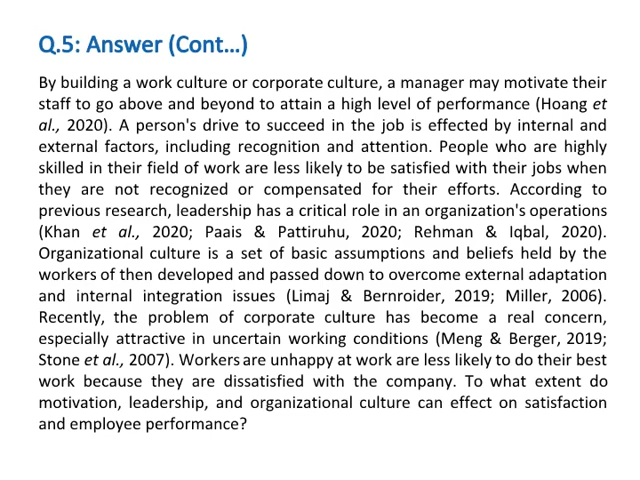 Q.5: Answer (Cont…)
By building a work culture or corporate culture, a manager may motivate their
staff to go above and beyond to attain a high level of performance (Hoang et
al., 2020). A person's drive to succeed in the job is effected by internal and
external factors, including recognition and attention. People who are highly
skilled in their field of work are less likely to be satisfied with their jobs when
they are not recognized or compensated for their efforts. According to
previous research, leadership has a critical role in an organization's operations
(Khan et al., 2020; Paais & Pattiruhu, 2020; Rehman & Iqbal, 2020).
Organizational culture is a set of basic assumptions and beliefs held by the
workers of then developed and passed down to overcome external adaptation
and internal integration issues (Limaj & Bernroider, 2019; Miller, 2006).
Recently, the problem of corporate culture has become a real concern,
especially attractive in uncertain working conditions (Meng & Berger, 2019;
Stone et al., 2007). Workers are unhappy at work are less likely to do their best
work because they are dissatisfied with the company. To what extent do
motivation, leadership, and organizational culture can effect on satisfaction
and employee performance?